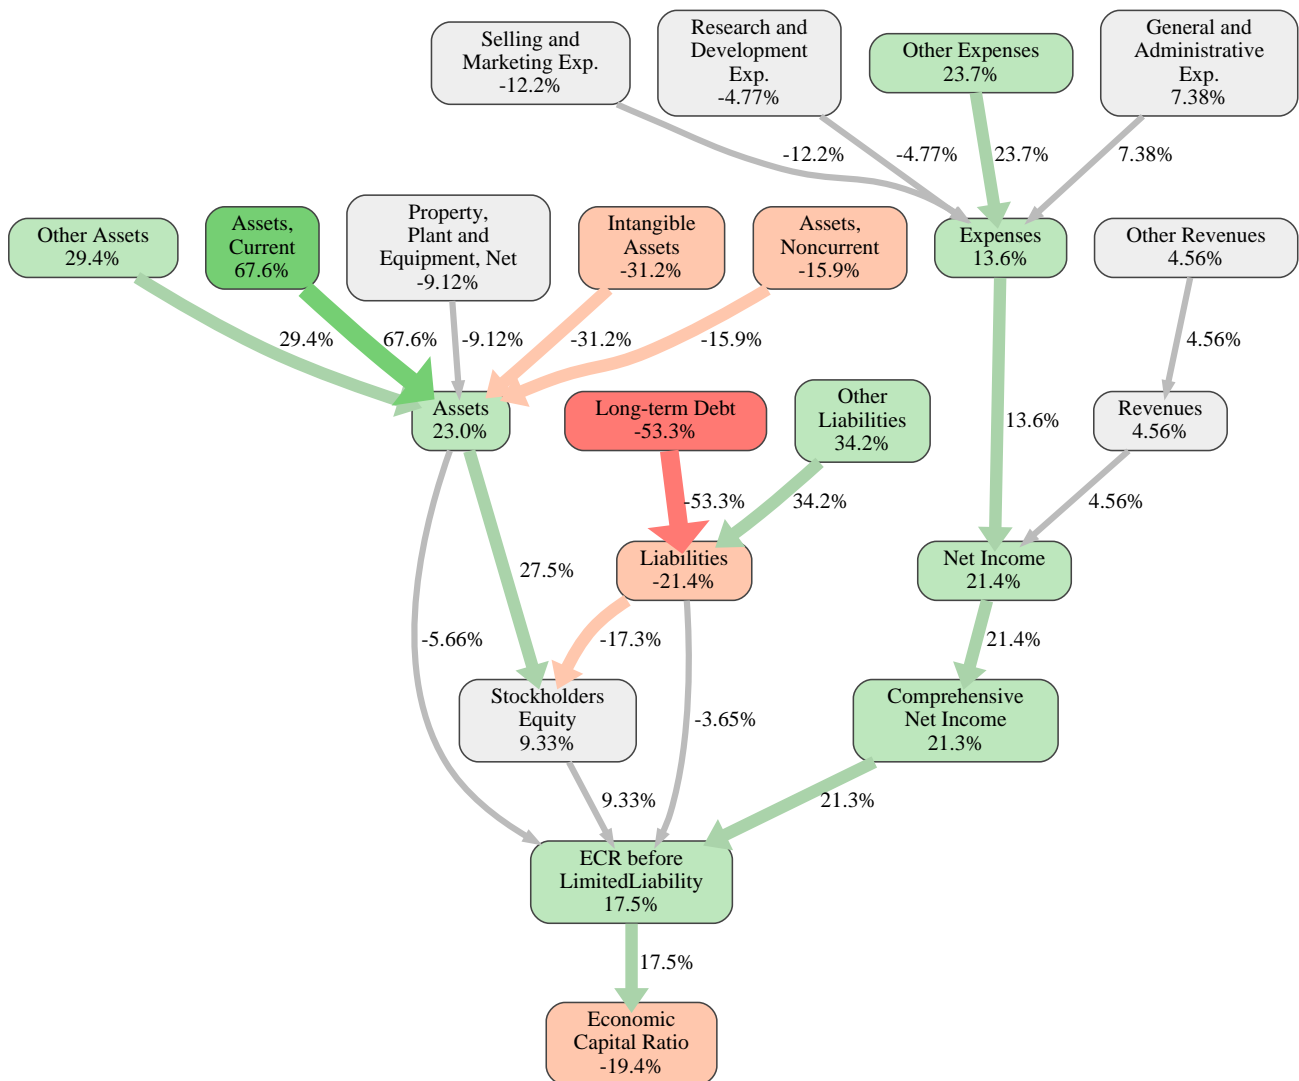 Selling and
Marketing Exp.
-12.2%
Research and
Development
Exp.
-4.77%
Other Expenses
23.7%
General and
Administrative
Exp.
7.38%
-12.2%
-4.77%
23.7%
7.38%
Other Assets
29.4%
Assets,
Current
67.6%
Property,
Plant and
Equipment, Net
-9.12%
Intangible
Assets
-31.2%
Assets,
Noncurrent
-15.9%
Expenses
13.6%
Other Revenues
4.56%
29.4%
67.6%
-9.12%
-31.2%
-15.9%
4.56%
Assets
23.0%
Long-term Debt
-53.3%
Other
Liabilities
34.2%
13.6%
Revenues
4.56%
-53.3%
34.2%
4.56%
27.5%
Liabilities
-21.4%
Net Income
21.4%
-5.66%
-17.3%
21.4%
Stockholders
Equity
9.33%
-3.65%
Comprehensive
Net Income
21.3%
9.33%
21.3%
ECR before
LimitedLiability
17.5%
17.5%
Economic
Capital Ratio
-19.4%